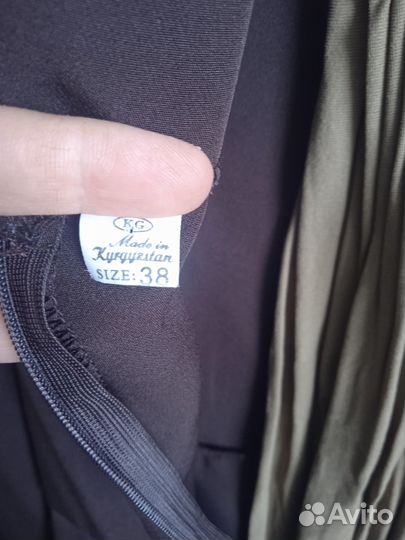 KG
Made in
Kyrgyzstan
SIZE: 38
Avito